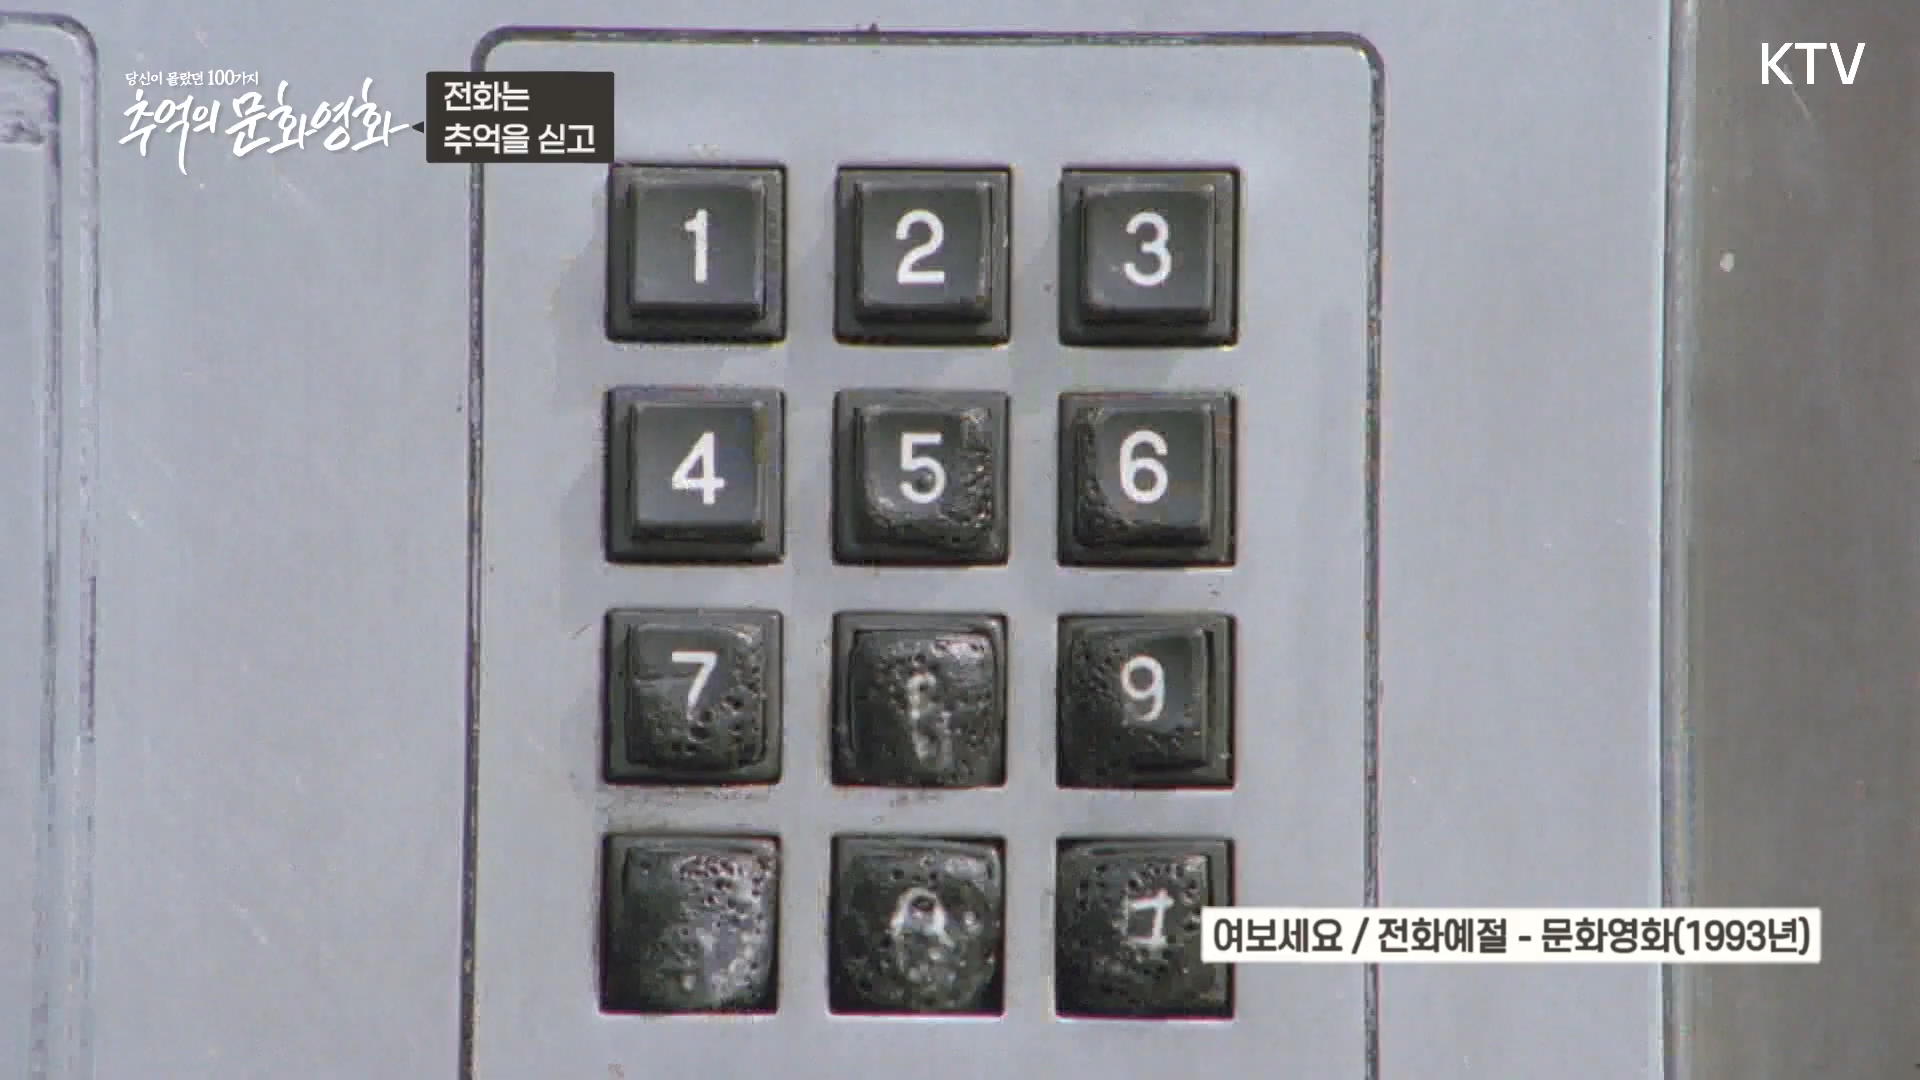 당신이 몰랐던 100가지
추억의 문화영화
전화는
추억을 싣고
KTV
1 2 3
4 5 6
7 9
여보세요 / 전화예절 - 문화영화(1993년)